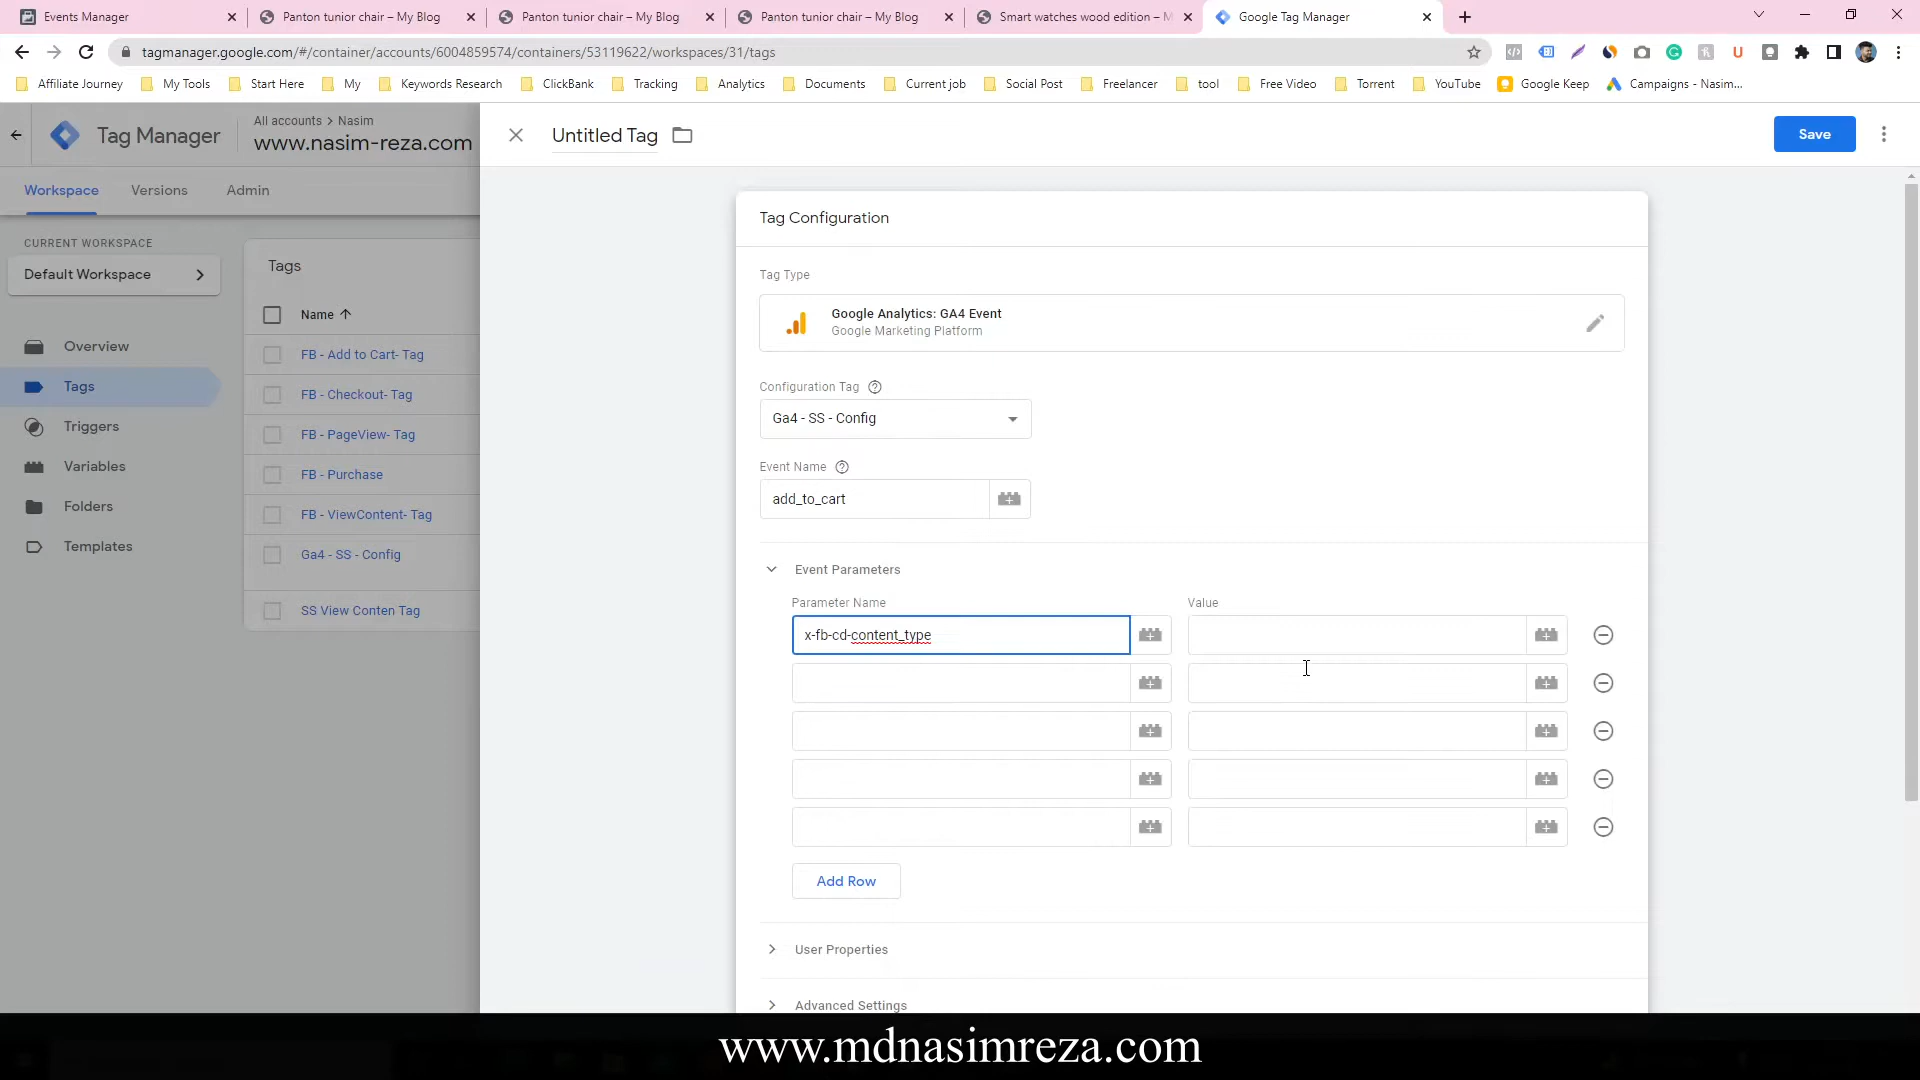 Events Manager
Panton tunior chair – My Blog
Panton tunior chair – My Blog
Panton tunior chair – My Blog
Smart watches wood edition – M
Google Tag Manager
tagmanager.google.com/#/container/accounts/6004859574/containers/53119622/workspaces/31/tags
Affiliate Journey
My Tools
Start Here
My
Keywords Research
ClickBank
Tracking
Analytics
Documents
Current job
Social Post
Freelancer
tool
Free Video
Torrent
YouTube
Google Keep
Campaigns - Nasim...
Tag Manager
All accounts > Nasim
www.nasim-reza.com
Workspace
Versions
Admin
CURRENT WORKSPACE
Default Workspace
Overview
Tags
Triggers
Variables
Folders
Templates
Tags
Name
FB - Add to Cart- Tag
FB - Checkout- Tag
FB - PageView- Tag
FB - Purchase
FB - ViewContent- Tag
Ga4 - SS - Config
SS View Conten Tag
Untitled Tag
Save
Tag Configuration
Tag Type
Google Analytics: GA4 Event
Google Marketing Platform
Configuration Tag
Ga4 - SS - Config
Event Name
add_to_cart
Event Parameters
Parameter Name
Value
x-fb-cd-content_type
Add Row
User Properties
Advanced Settings
www.mdnasimreza.com